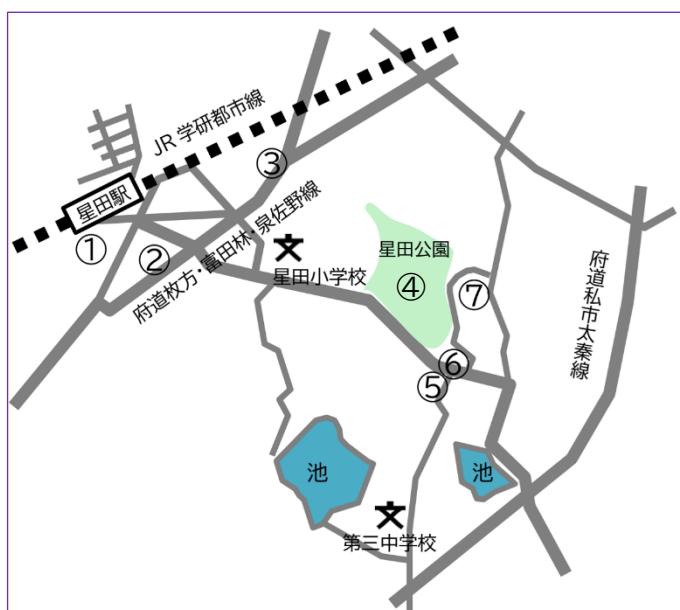 JR 学研都市線
星田駅
①
②
③
府道枚方・富田林・泉佐野線
星田小学校
星田公園
④
⑦
府道私市太秦線
⑥
⑤
池
池
第三中学校